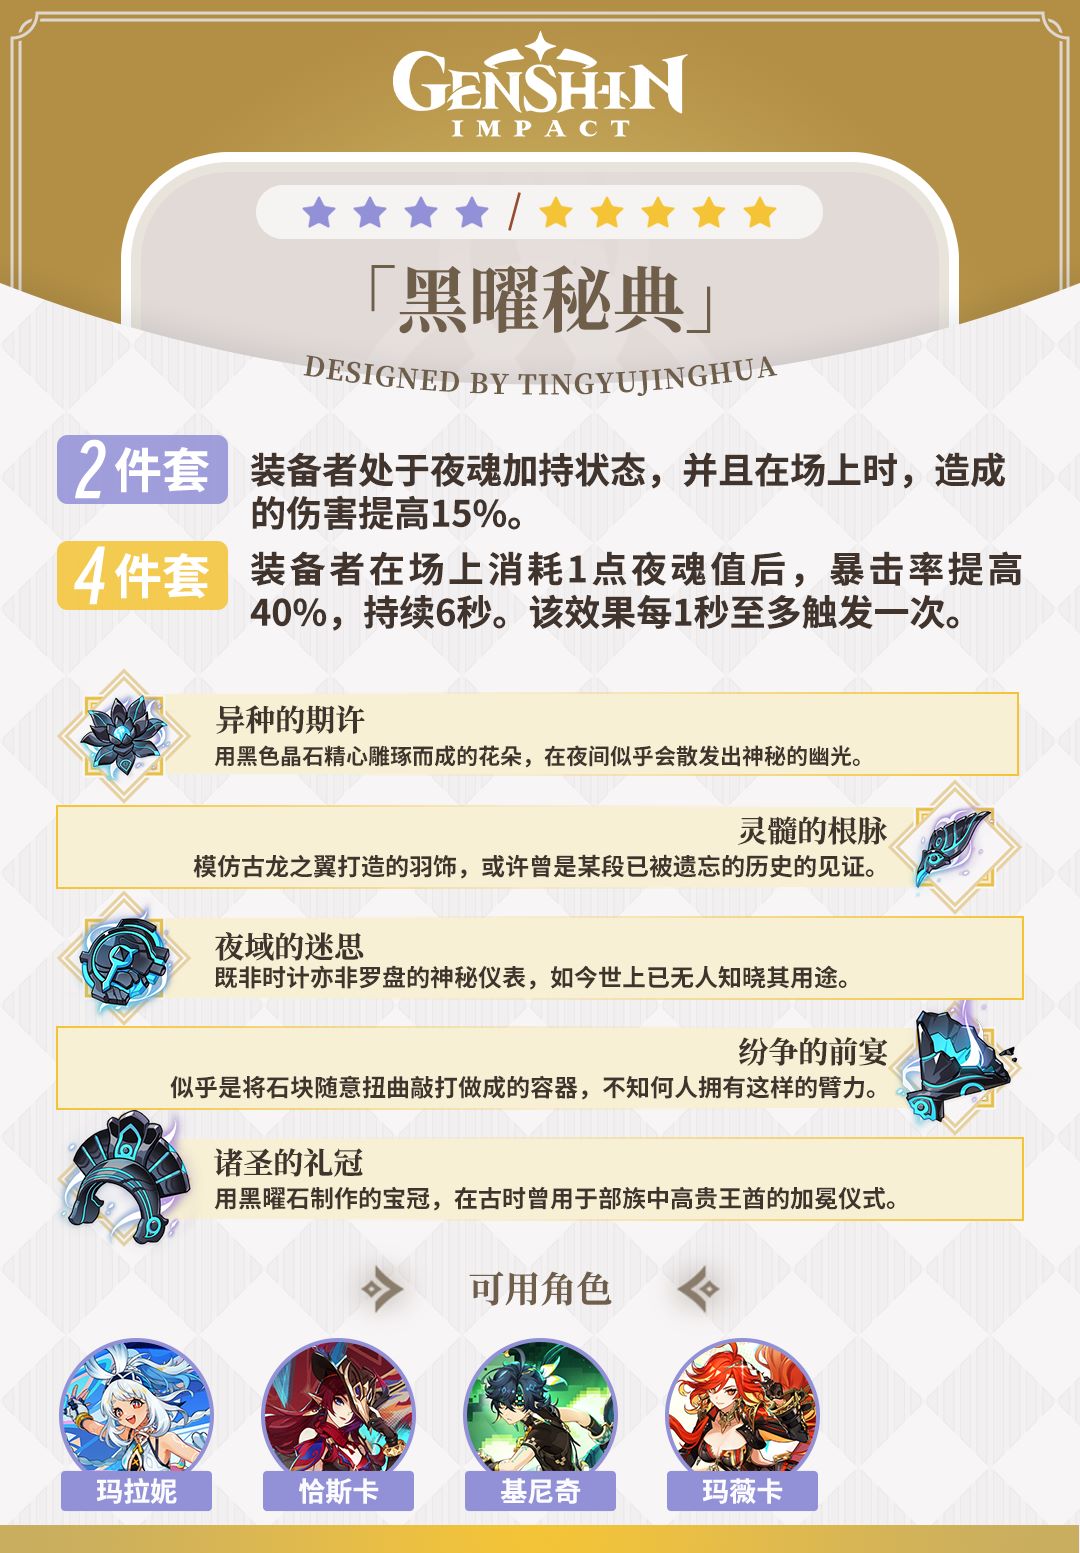 GENSHIN
IMPACT
「黑曜秘典」
DESIGNED BY TINGYUJINGHUA
2件套
装备者处于夜魂加持状态，并且在场上时，造成
的伤害提高15%。
4件套
装备者在场上消耗1点夜魂值后，暴击率提高
40%，持续6秒。该效果每1秒至多触发一次。
异种的期许
用黑色晶石精心雕琢而成的花朵，在夜间似乎会散发出神秘的幽光。
灵髓的根脉
模仿古龙之翼打造的羽饰，或许曾是某段已被遗忘的历史的见证。
夜域的迷思
既非时计亦非罗盘的神秘仪表，如今世上已无人知晓其用途。
纷争的前宴
似乎是将石块随意扭曲敲打做成的容器，不知何人拥有这样的臂力。
诸圣的礼冠
用黑曜石制作的宝冠，在古时曾用于部族中高贵王酋的加冕仪式。
可用角色
玛拉妮
恰斯卡
基尼奇
玛薇卡